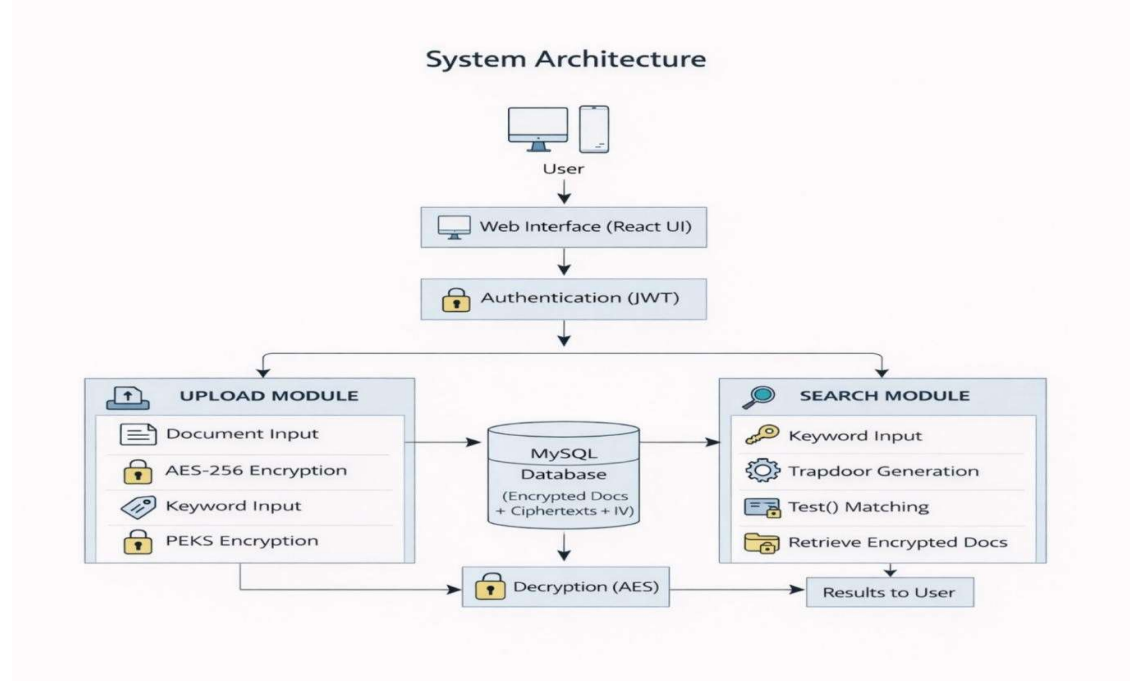 System Architecture
User
Web Interface (React UI)
Authentication (JWT)
UPLOAD MODULE
Document Input
AES-256 Encryption
Keyword Input
PEKS Encryption
MySQL
Database
(Encrypted Docs
+ Ciphertexts + IV)
SEARCH MODULE
Keyword Input
Trapdoor Generation
Test() Matching
Retrieve Encrypted Docs
Decryption (AES)
Results to User